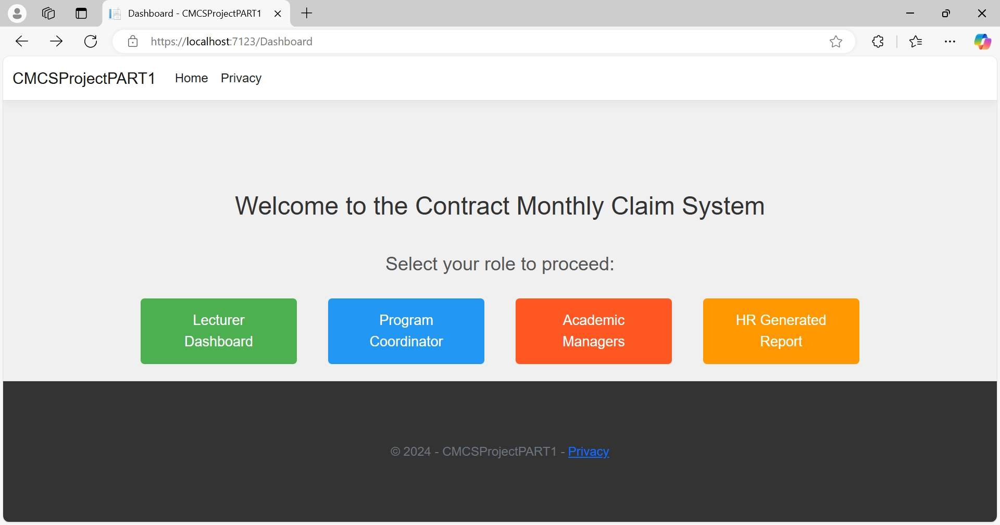 Dashboard - CMCSProjectPART1
https://localhost:7123/Dashboard
CMCSProjectPART1 Home Privacy
Welcome to the Contract Monthly Claim System
Select your role to proceed:
Lecturer
Dashboard
Program
Coordinator
Academic
Managers
HR Generated
Report
© 2024 - CMCSProjectPART1 - Privacy